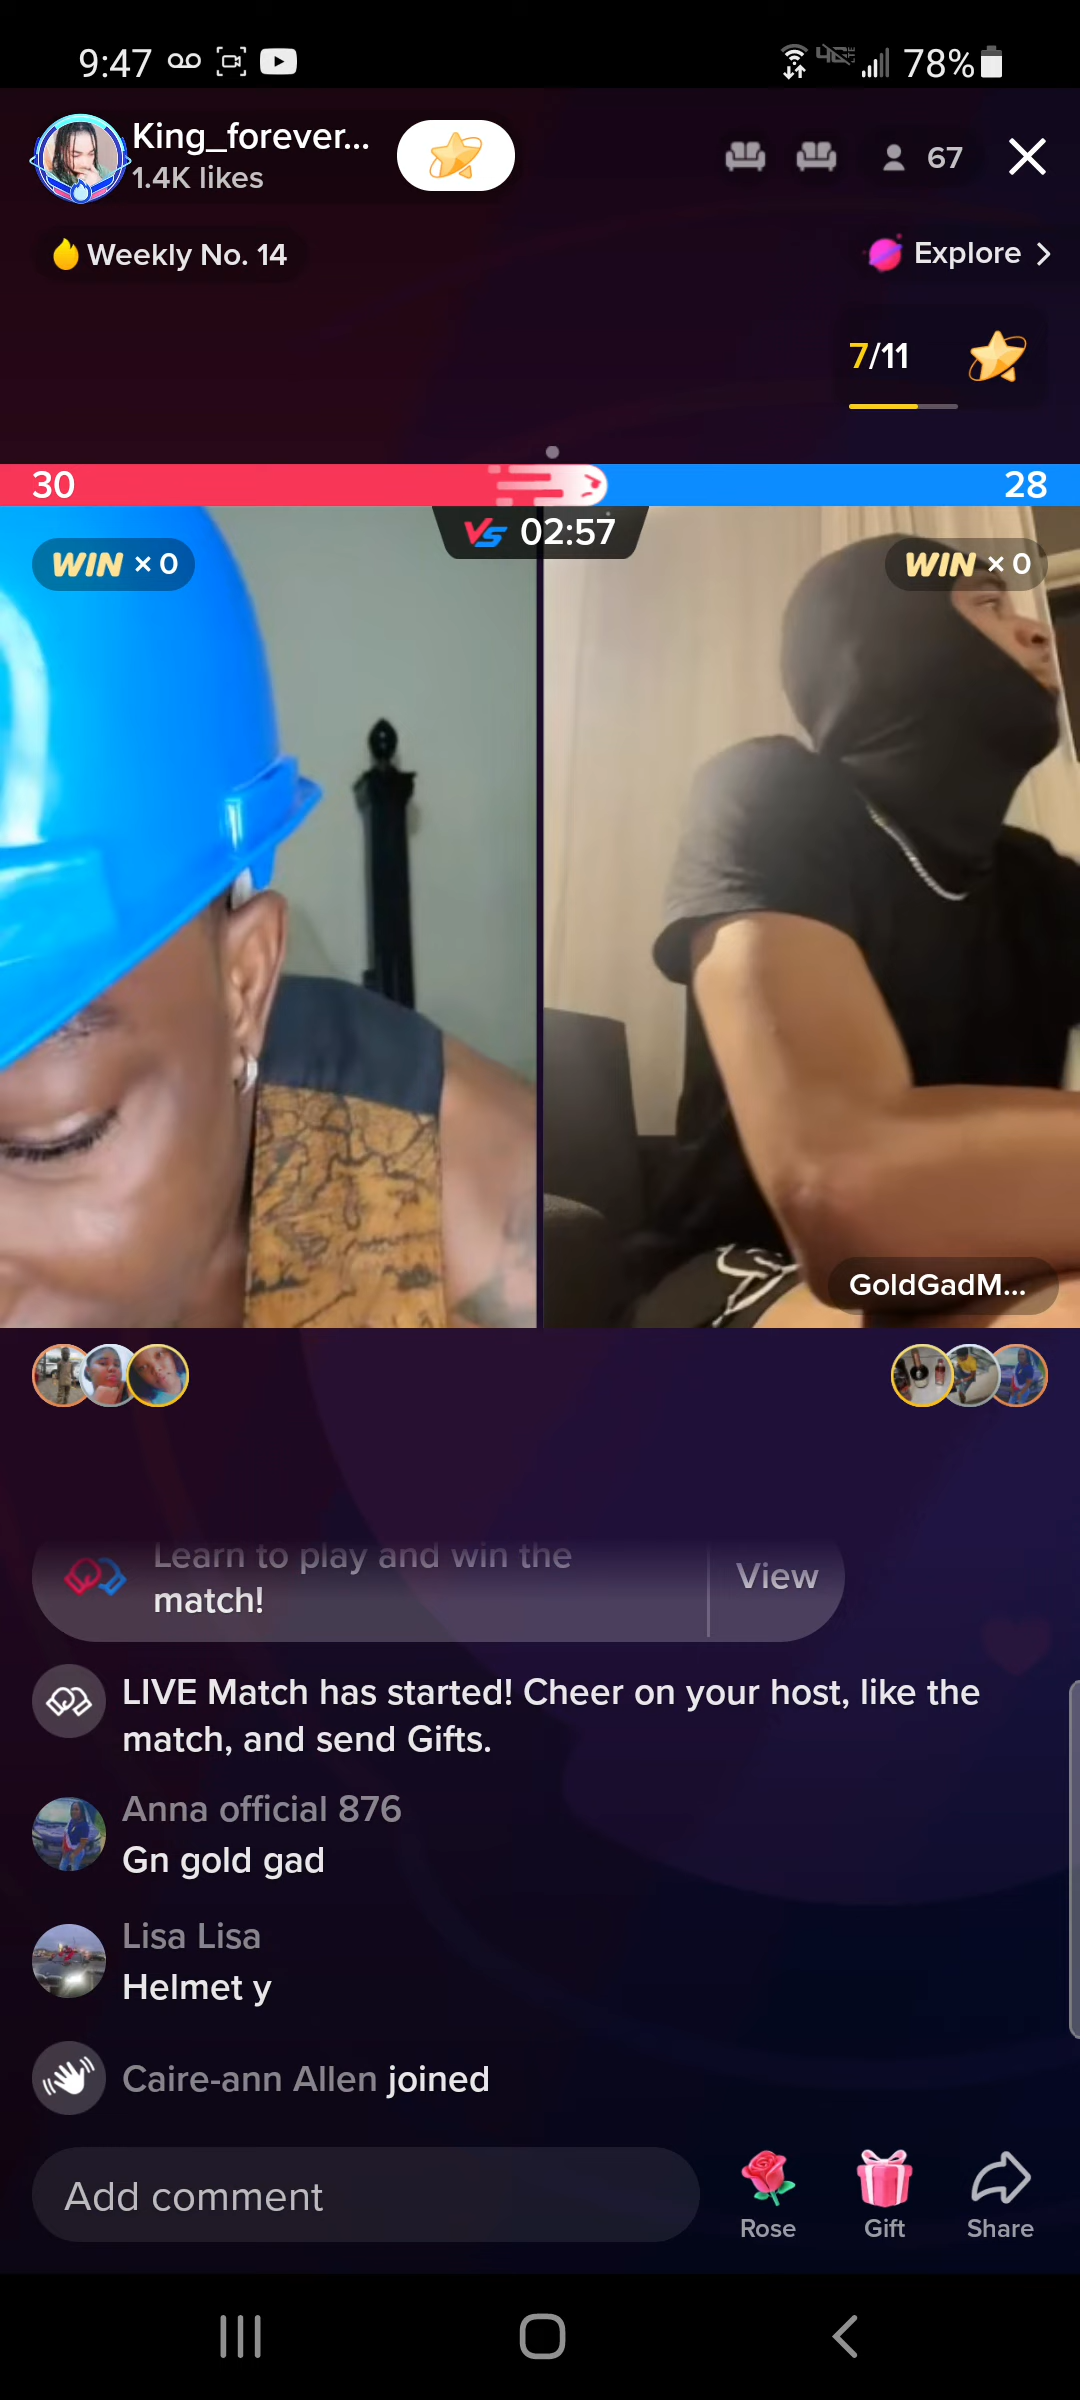 9:47
78%
King_forever...
1.4K likes
67
Weekly No. 14
Explore
7/11
30
28
VS 02:57
WIN × 0
WIN × 0
GoldGadM...
Learn to play and win the
match!
View
LIVE Match has started! Cheer on your host, like the
match, and send Gifts.
Anna official 876
Gn gold gad
Lisa Lisa
Helmet y
Caire-ann Allen joined
Add comment
Rose
Gift
Share